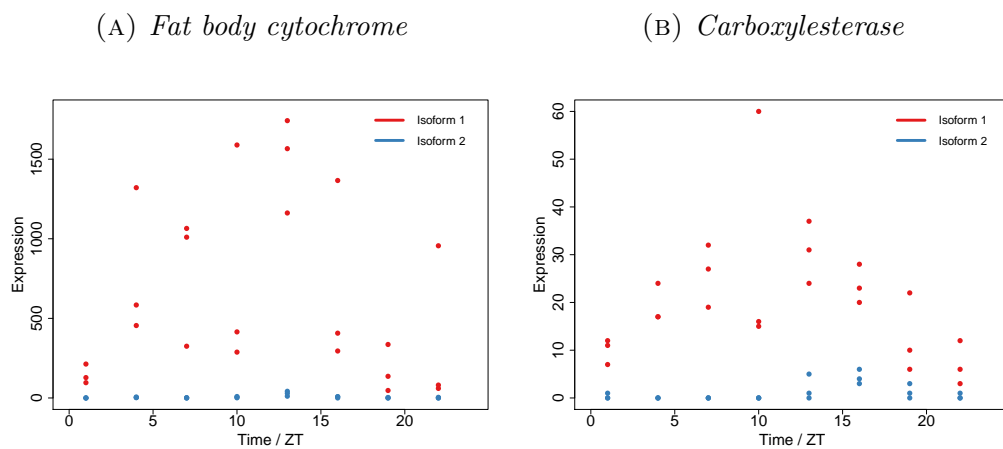 (A) Fat body cytochrome
Isoform 1
Isoform 2
Expression
1500
1000
500
0
0 5 10 15 20
Time / ZT
(B) Carboxylesterase
Isoform 1
Isoform 2
Expression
60
50
40
30
20
10
0
0 5 10 15 20
Time / ZT